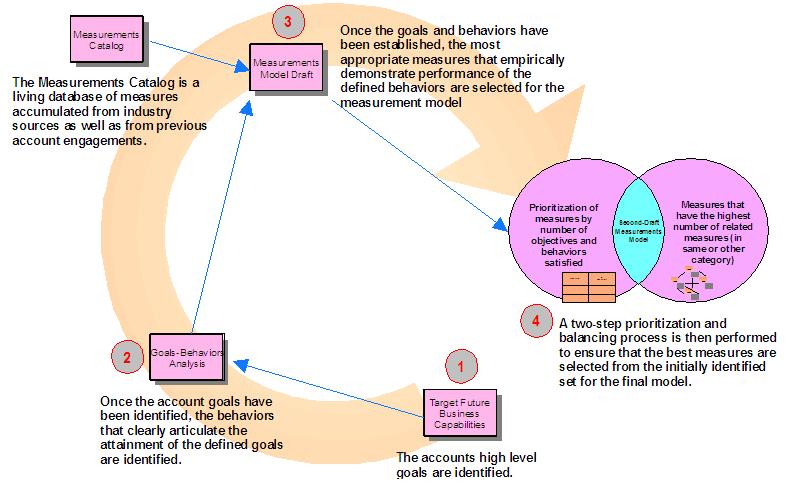 Measurements
Catalog
The Measurements Catalog is a
living database of measures
accumulated from industry
sources as well as from previous
account engagements.
3
Measurements
Model Draft
Once the goals and behaviors have
been established, the most
appropriate measures that empirically
demonstrate performance of the
defined behaviors are selected for the
measurement model
Prioritization of
measures by
number of
objectives and
behaviors
satisfied
Second-Draft
Measurements
Model
Measures that
have the highest
number of related
measures (in
same or other
category)
4
A two-step prioritization and
balancing process is then performed
to ensure that the best measures are
selected from the initially identified
set for the final model.
2
Goals-Behaviors
Analysis
Once the account goals have
been identified, the behaviors
that clearly articulate the
attainment of the defined goals
are identified.
1
Target Future
Business
Capabilities
The accounts high level
goals are identified.